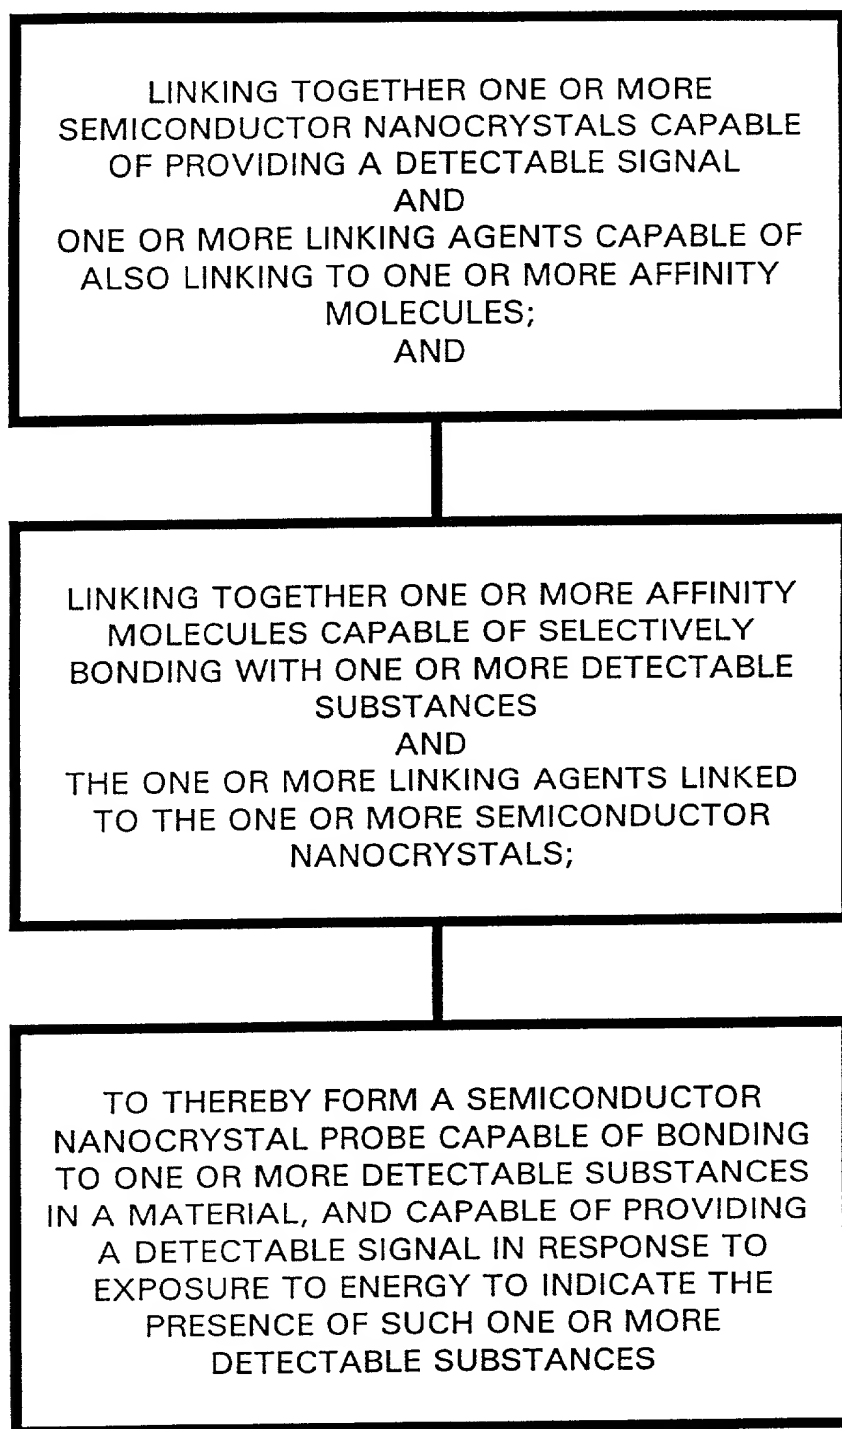 LINKING TOGETHER ONE OR MORE
SEMICONDUCTOR NANOCRYSTALS CAPABLE
OF PROVIDING A DETECTABLE SIGNAL
AND
ONE OR MORE LINKING AGENTS CAPABLE OF
ALSO LINKING TO ONE OR MORE AFFINITY
MOLECULES;
AND
LINKING TOGETHER ONE OR MORE AFFINITY
MOLECULES CAPABLE OF SELECTIVELY
BONDING WITH ONE OR MORE DETECTABLE
SUBSTANCES
AND
THE ONE OR MORE LINKING AGENTS LINKED
TO THE ONE OR MORE SEMICONDUCTOR
NANOCRYSTALS;
TO THEREBY FORM A SEMICONDUCTOR
NANOCRYSTAL PROBE CAPABLE OF BONDING
TO ONE OR MORE DETECTABLE SUBSTANCES
IN A MATERIAL, AND CAPABLE OF PROVIDING
A DETECTABLE SIGNAL IN RESPONSE TO
EXPOSURE TO ENERGY TO INDICATE THE
PRESENCE OF SUCH ONE OR MORE
DETECTABLE SUBSTANCES